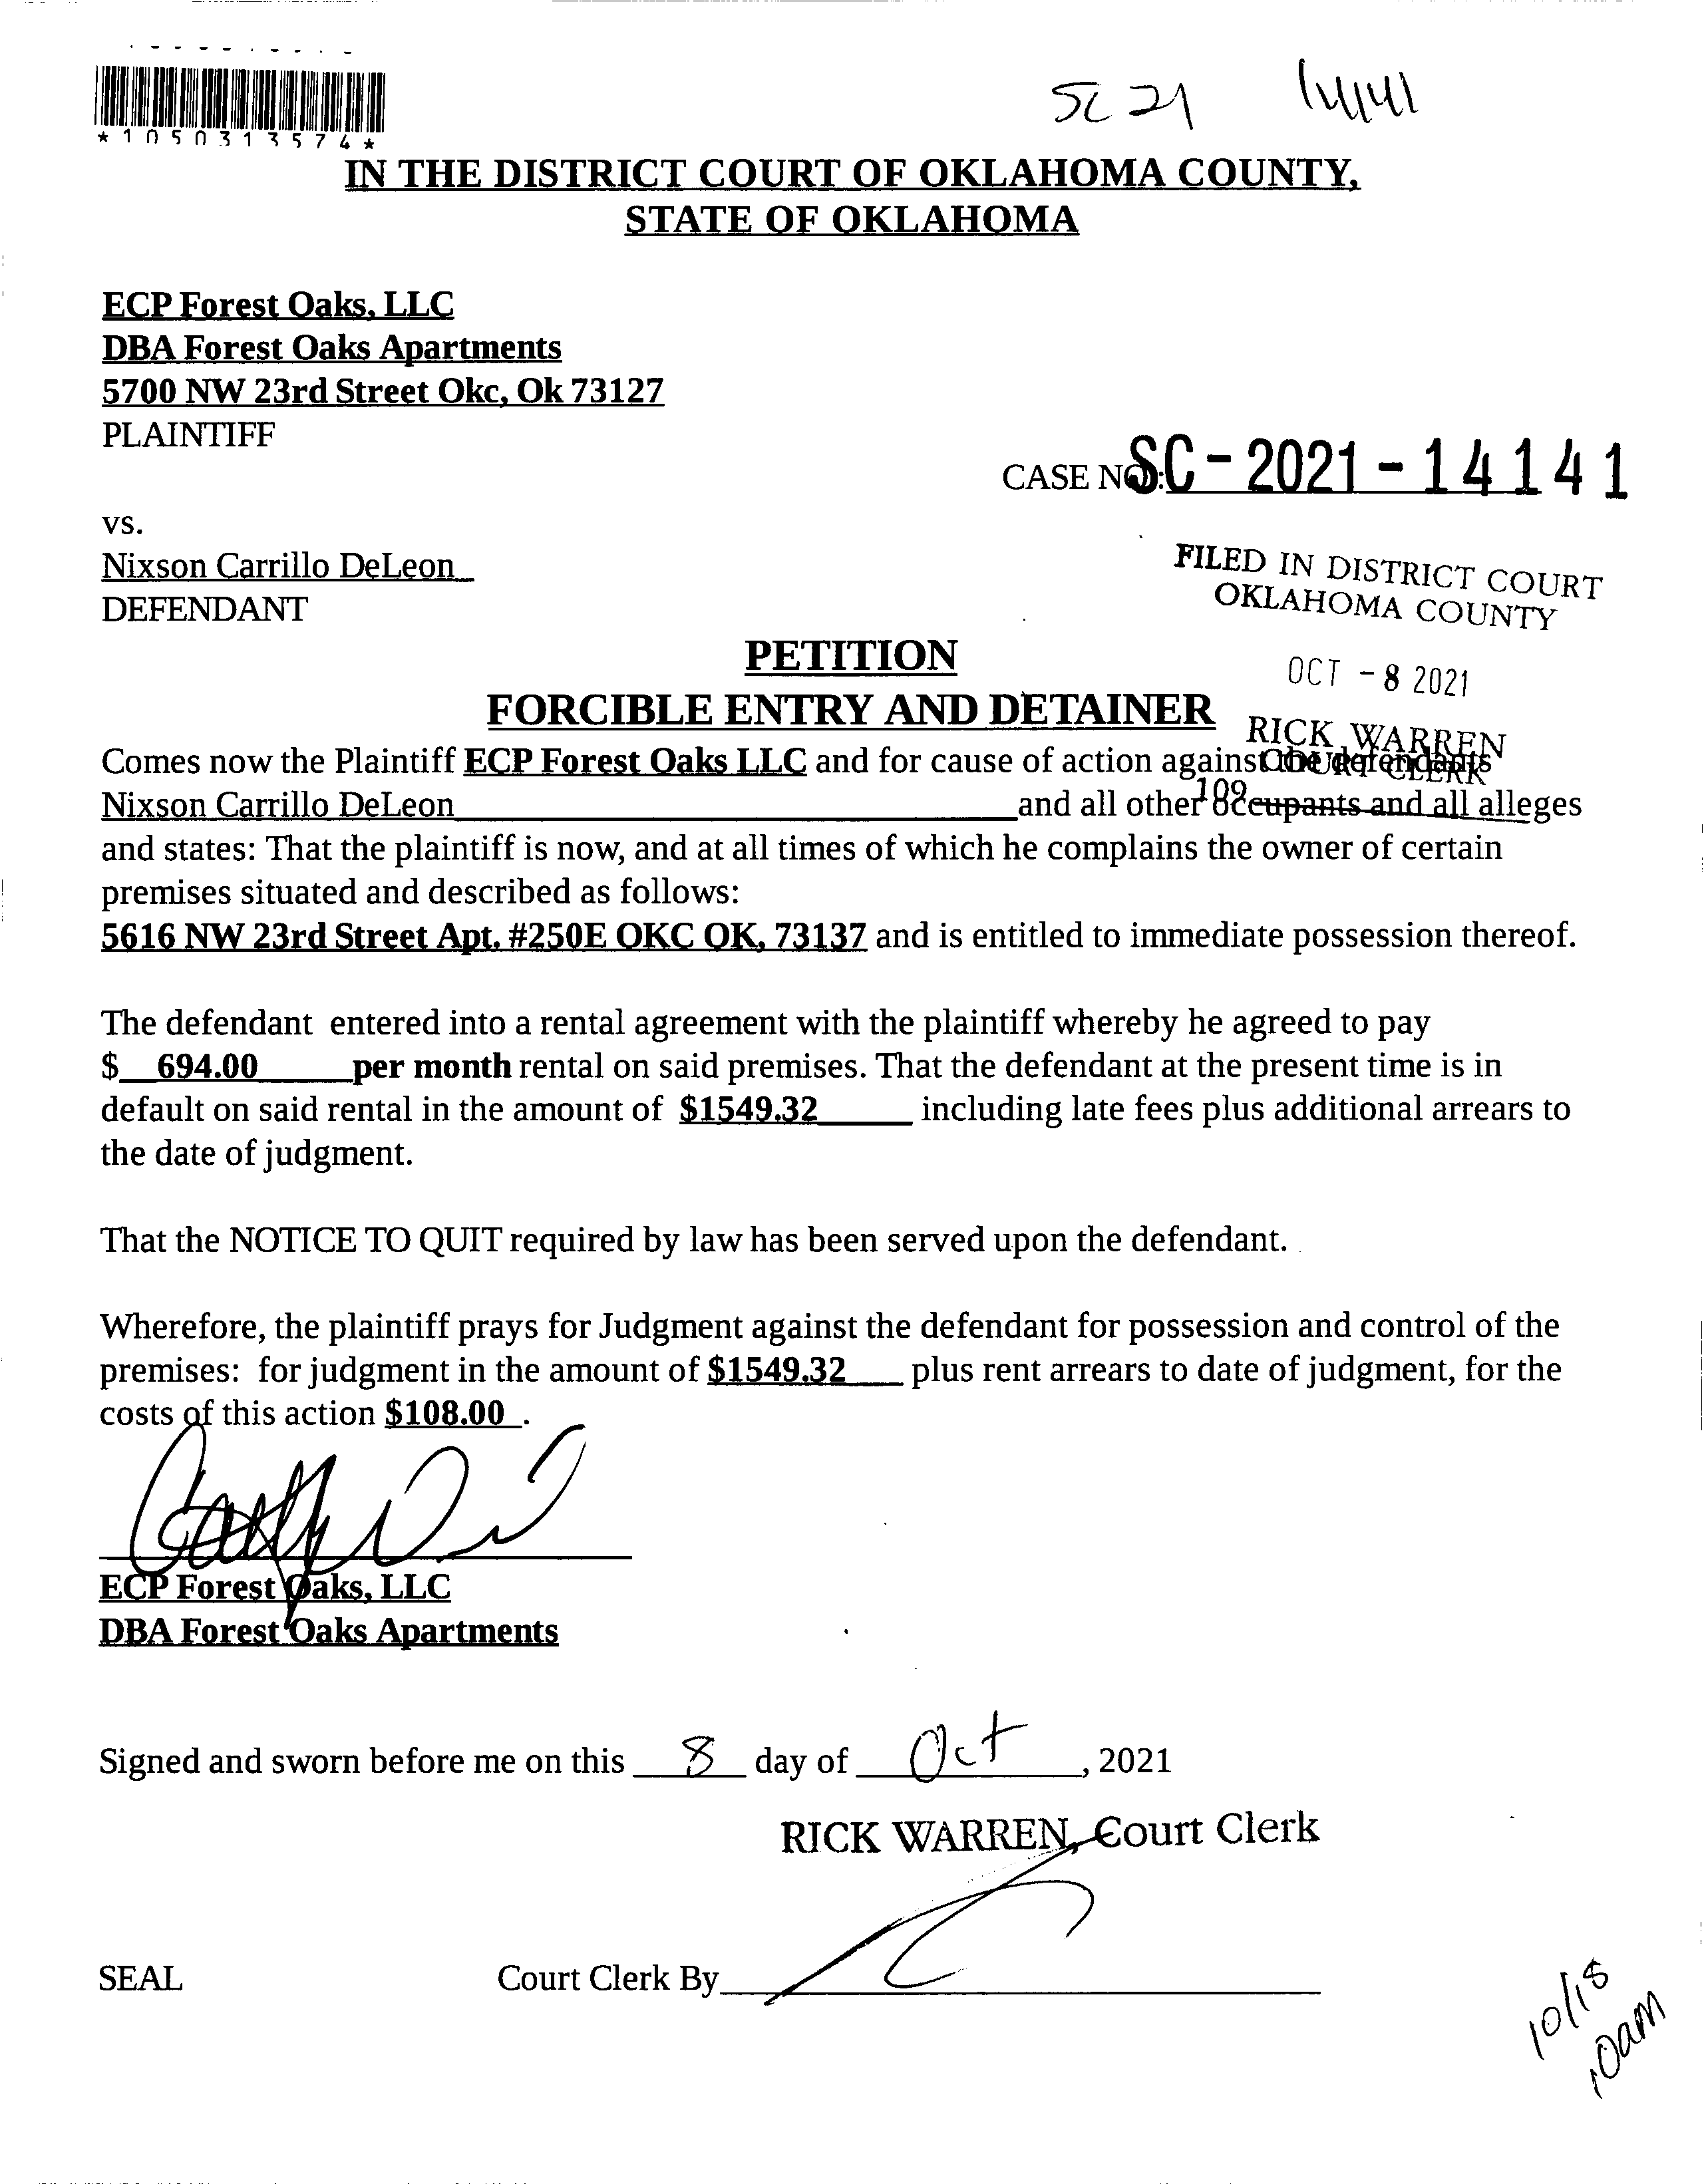 SC 21 14141
*1050313574*
IN THE DISTRICT COURT OF OKLAHOMA COUNTY,
STATE OF OKLAHOMA
ECP Forest Oaks, LLC
DBA Forest Oaks Apartments
5700 NW 23rd Street Okc, Ok 73127
PLAINTIFF
CASE NO.: SC-2021-14141
vs.
Nixson Carrillo DeLeon
DEFENDANT
FILED IN DISTRICT COURT
OKLAHOMA COUNTY
OCT -8 2021
RICK WARREN
COURT CLERK
109
PETITION
FORCIBLE ENTRY AND DETAINER
Comes now the Plaintiff ECP Forest Oaks LLC and for cause of action against the defendants
Nixson Carrillo DeLeon and all other occupants and all alleges
and states: That the plaintiff is now, and at all times of which he complains the owner of certain
premises situated and described as follows:
5616 NW 23rd Street Apt. #250E OKC OK, 73137 and is entitled to immediate possession thereof.
The defendant entered into a rental agreement with the plaintiff whereby he agreed to pay
$ 694.00 per month rental on said premises. That the defendant at the present time is in
default on said rental in the amount of $1549.32 including late fees plus additional arrears to
the date of judgment.
That the NOTICE TO QUIT required by law has been served upon the defendant.
Wherefore, the plaintiff prays for Judgment against the defendant for possession and control of the
premises: for judgment in the amount of $1549.32 plus rent arrears to date of judgment, for the
costs of this action $108.00 .
ECP Forest Oaks, LLC
DBA Forest Oaks Apartments
Signed and sworn before me on this 8 day of Oct, 2021
RICK WARREN, Court Clerk
SEAL Court Clerk By
10/18
10am